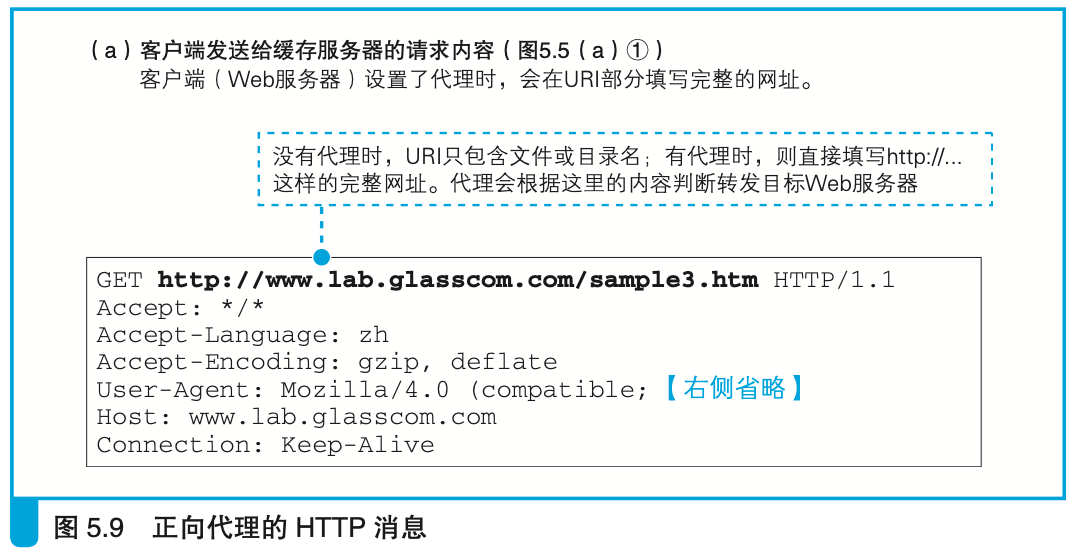 （a）客户端发送给缓存服务器的请求内容（图5.5（a）①）
客户端（Web服务器）设置了代理时，会在URI部分填写完整的网址。
没有代理时，URI只包含文件或目录名；有代理时，则直接填写http://...
这样的完整网址。代理会根据这里的内容判断转发目标Web服务器
GET http://www.lab.glasscom.com/sample3.htm HTTP/1.1
Accept: */*
Accept-Language: zh
Accept-Encoding: gzip, deflate
User-Agent: Mozilla/4.0 (compatible;【右侧省略】
Host: www.lab.glasscom.com
Connection: Keep-Alive
图 5.9 正向代理的 HTTP 消息